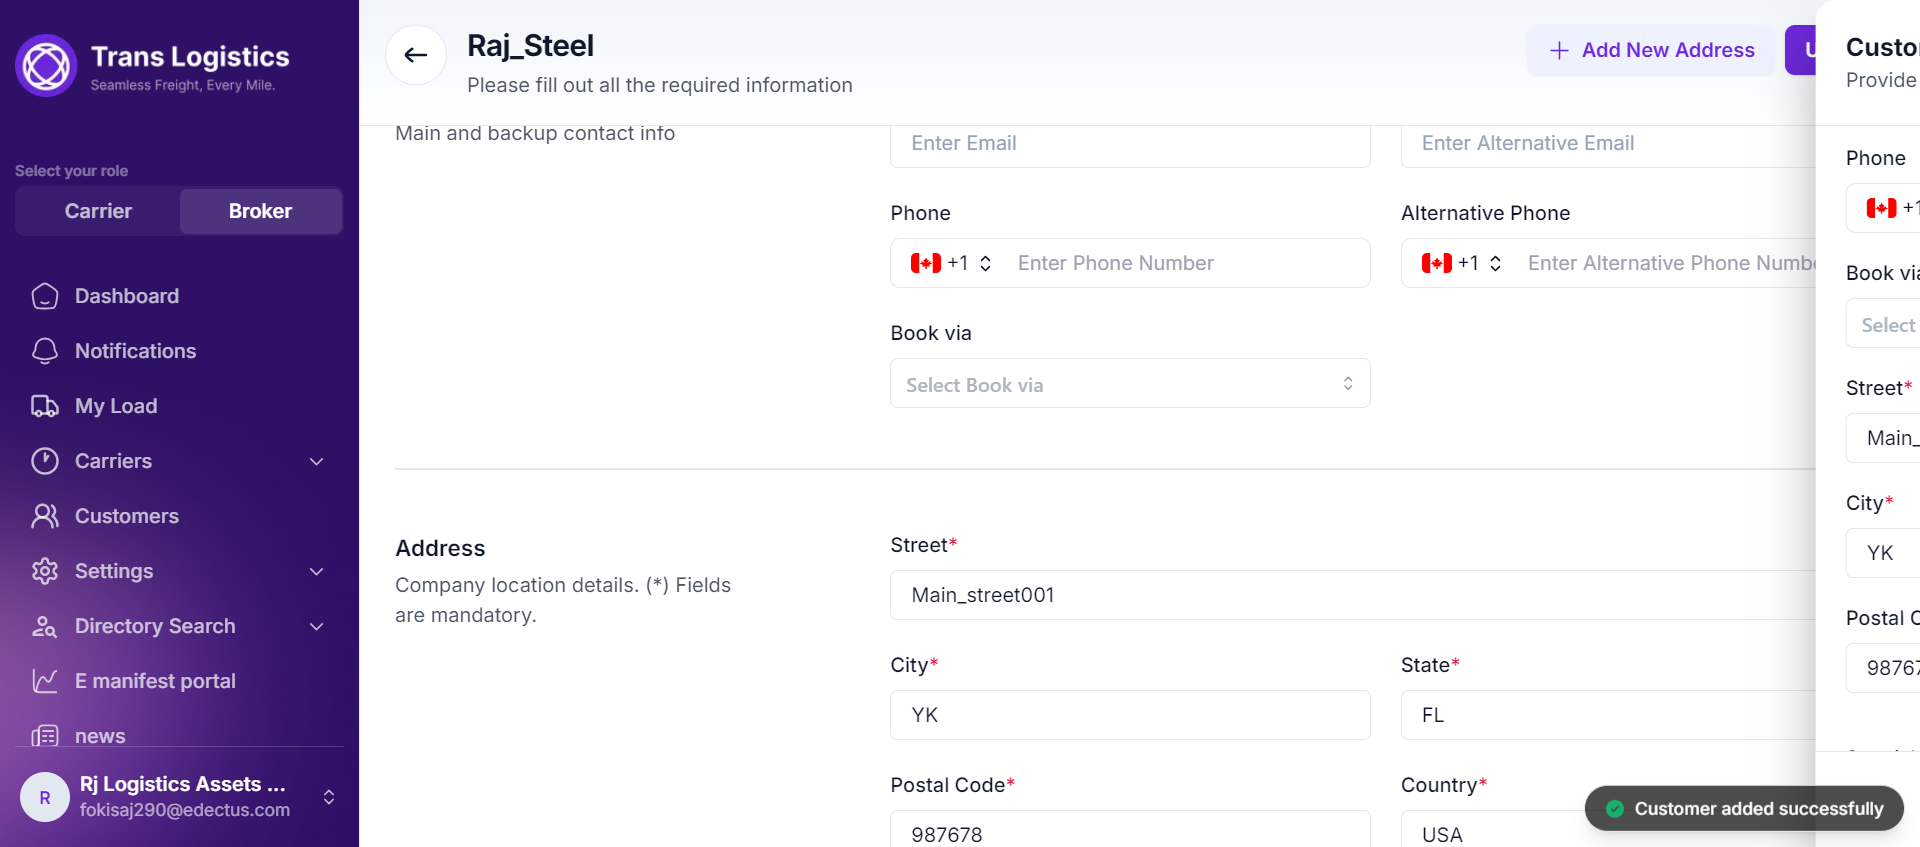 Trans Logistics
Seamless Freight, Every Mile.
Select your role
Carrier
Broker
Dashboard
Notifications
My Load
Carriers
Customers
Settings
Directory Search
E manifest portal
news
R
Rj Logistics Assets ...
fokisaj290@edectus.com
Raj_Steel
Please fill out all the required information
Add New Address
U
Main and backup contact info
Enter Email
Enter Alternative Email
Phone
+1
Enter Phone Number
Alternative Phone
+1
Enter Alternative Phone Numbe
Book via
Select Book via
Address
Company location details. (*) Fields
are mandatory.
Street*
Main_street001
City*
YK
State*
FL
Postal Code*
987678
Country*
USA
Custo
Provide
Phone
+1
Book via
Select
Street*
Main_
City*
YK
Postal C
98767
Customer added successfully